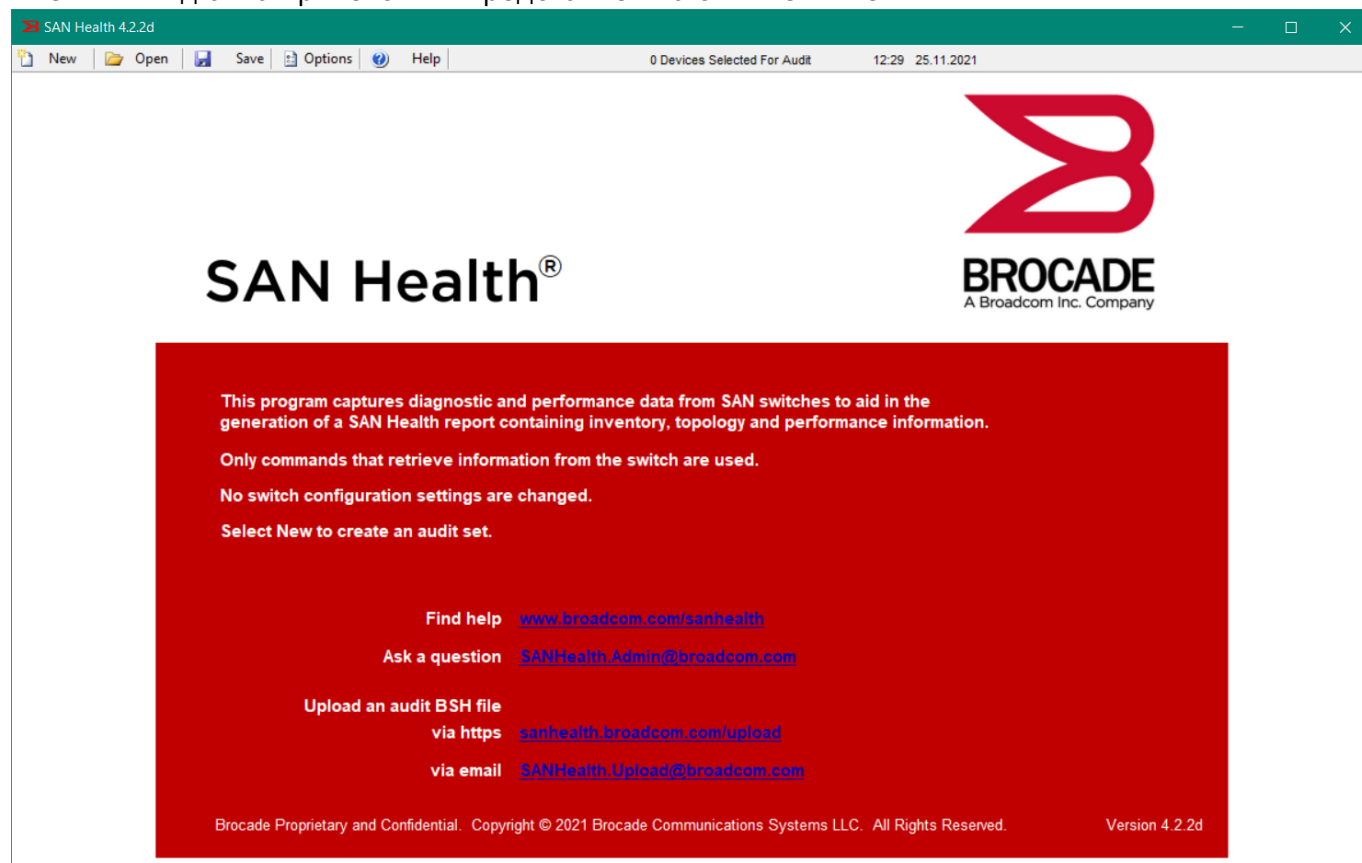 SAN Health 4.2.2d
New Open Save Options Help 0 Devices Selected For Audit 12:29 25.11.2021
SAN Health®
BROCADE
A Broadcom Inc. Company
This program captures diagnostic and performance data from SAN switches to aid in the
generation of a SAN Health report containing inventory, topology and performance information.
Only commands that retrieve information from the switch are used.
No switch configuration settings are changed.
Select New to create an audit set.
Find help www.broadcom.com/sanhealth
Ask a question SANHealth.Admin@broadcom.com
Upload an audit BSH file
via https sanhealth.broadcom.com/upload
via email SANHealth.Upload@broadcom.com
Brocade Proprietary and Confidential. Copyright © 2021 Brocade Communications Systems LLC. All Rights Reserved. Version 4.2.2d